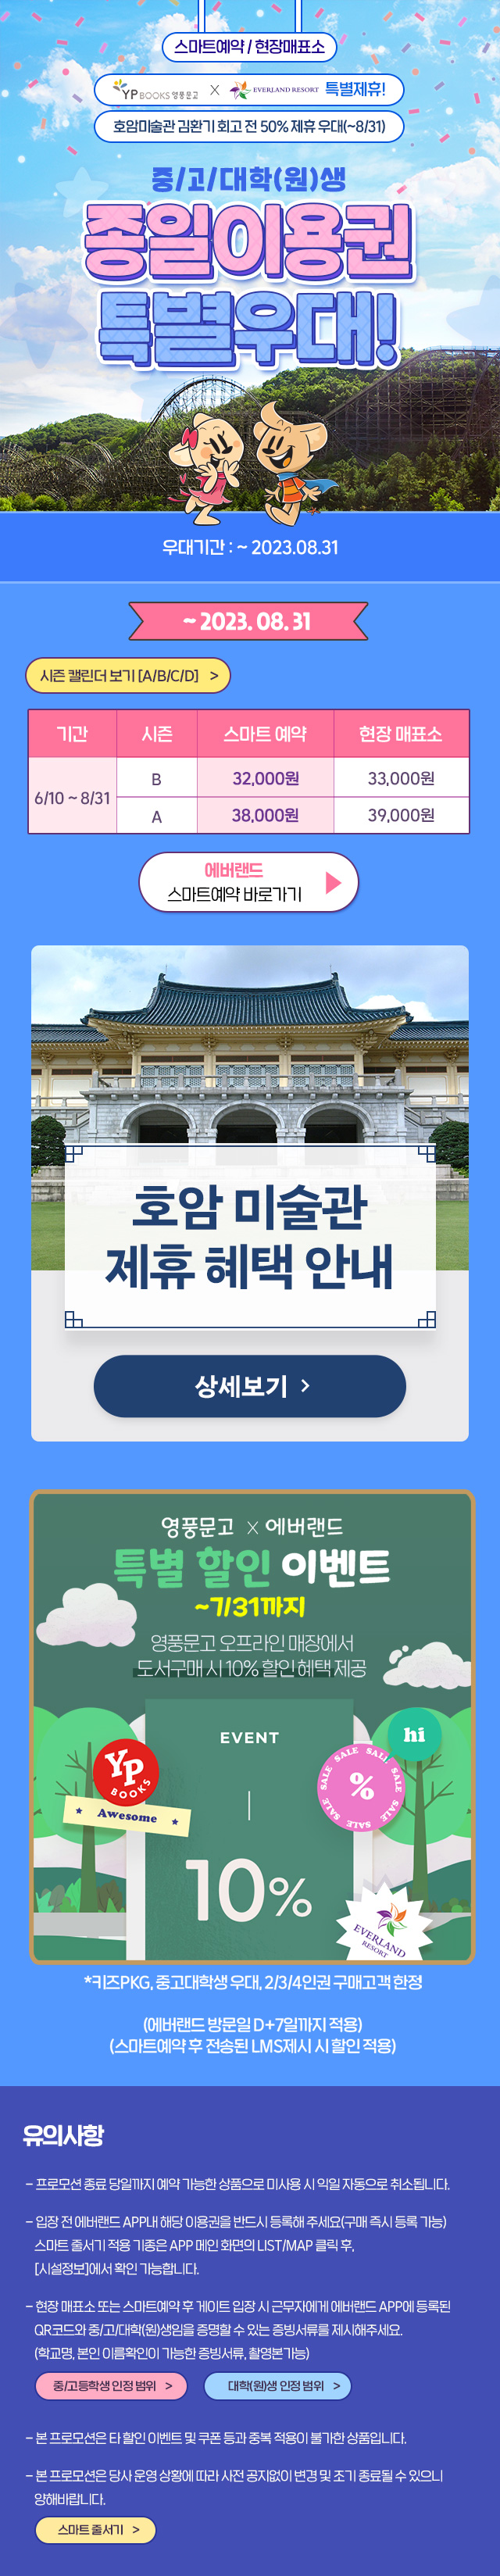 스마트예약 / 현장매표소
YP BOOKS 영풍문고 X EVERLAND RESORT 특별제휴!
호암미술관 김환기 회고 전 50% 제휴 우대(~8/31)
중/고/대학(원)생
종일이용권
특별우대!
우대기간 : ~ 2023.08.31
~ 2023. 08. 31
시즌 캘린더 보기 [A/B/C/D] >
기간 시즌 스마트 예약 현장 매표소
6/10 ~ 8/31 B 32,000원 33,000원
A 38,000원 39,000원
에버랜드
스마트예약 바로가기
호암 미술관
제휴 혜택 안내
상세보기 >
영풍문고 X 에버랜드
특별 할인 이벤트
~7/31까지
영풍문고 오프라인 매장에서
도서구매 시 10% 할인 혜택 제공
EVENT
hi
YP
BOOKS
Awesome
SALE SALE SALE SALE SALE SALE
%
10%
EVERLAND
RESORT
*키즈PKG, 중고대학생 우대, 2/3/4인권 구매고객 한정
(에버랜드 방문일 D+7일까지 적용)
(스마트예약 후 전송된 LMS제시 시 할인 적용)
유의사항
- 프로모션 종료 당일까지 예약 가능한 상품으로 미사용 시 익일 자동으로 취소됩니다.
- 입장 전 에버랜드 APP내 해당 이용권을 반드시 등록해 주세요(구매 즉시 등록 가능)
스마트 줄서기 적용 기종은 APP 메인 화면의 LIST/MAP 클릭 후,
[시설정보]에서 확인 가능합니다.
- 현장 매표소 또는 스마트예약 후 게이트 입장 시 근무자에게 에버랜드 APP에 등록된
QR코드와 중/고/대학(원)생임을 증명할 수 있는 증빙서류를 제시해주세요.
(학교명, 본인 이름확인이 가능한 증빙서류, 촬영본가능)
중/고등학생 인정 범위 > 대학(원)생 인정 범위 >
- 본 프로모션은 타 할인 이벤트 및 쿠폰 등과 중복 적용이 불가한 상품입니다.
- 본 프로모션은 당사 운영 상황에 따라 사전 공지없이 변경 및 조기 종료될 수 있으니
양해바랍니다.
스마트 줄서기 >